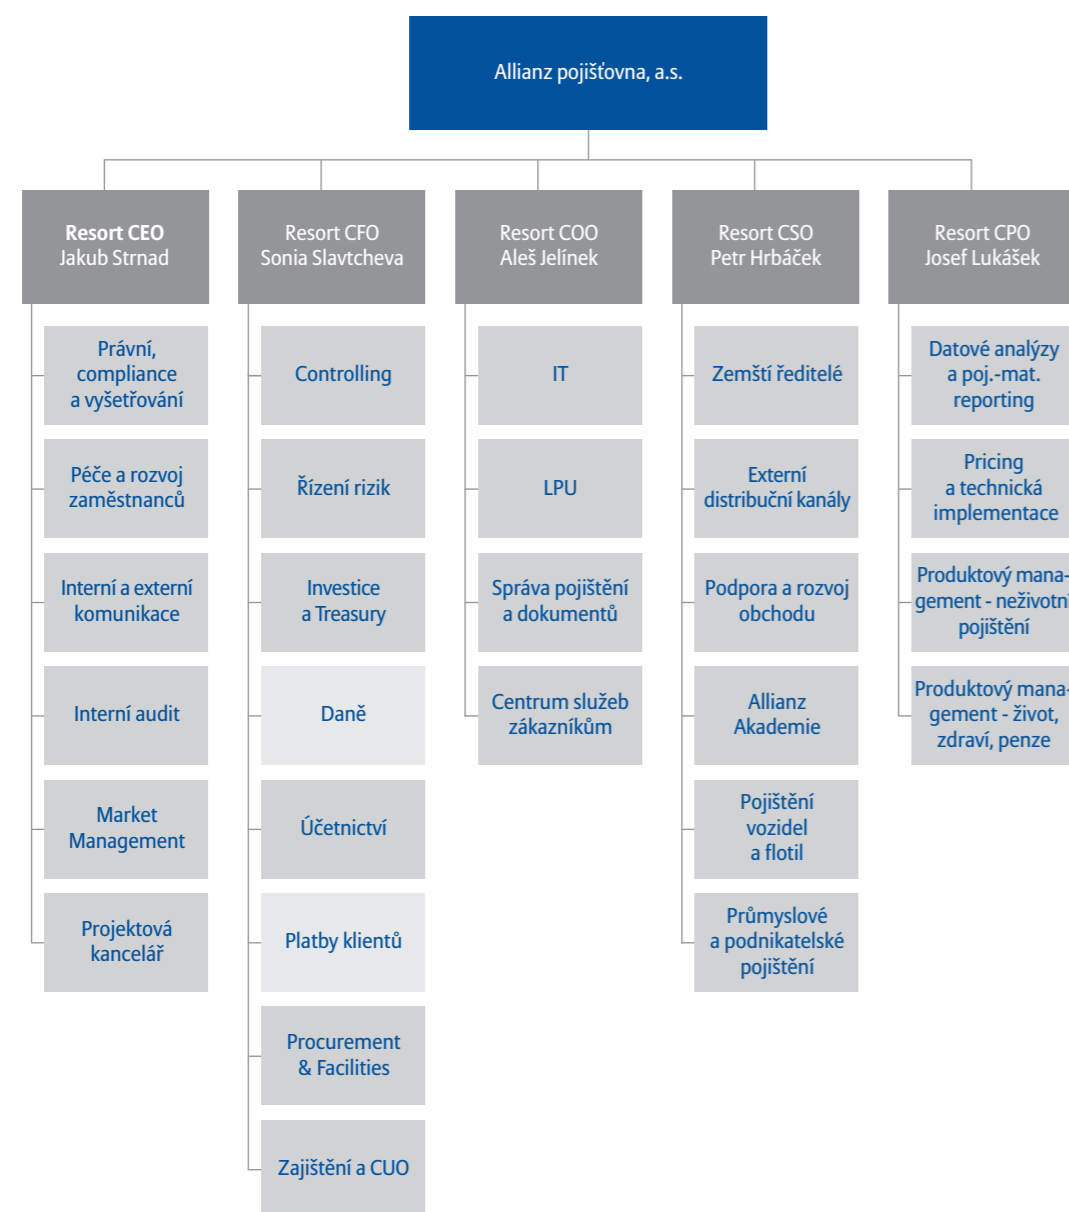 Allianz pojišťovna, a.s.
Resort CEO
Jakub Strnad
Právní,
compliance
a vyšetřování
Péče a rozvoj
zaměstnanců
Interní a externí
komunikace
Interní audit
Market
Management
Projektová
kancelář
Resort CFO
Sonia Slavtcheva
Controlling
Řízení rizik
Investice
a Treasury
Daně
Účetnictví
Platby klientů
Procurement
& Facilities
Zajištění a CUO
Resort COO
Aleš Jelínek
IT
LPU
Správa pojištění
a dokumentů
Centrum služeb
zákazníkům
Resort CSO
Petr Hrbáček
Zemští ředitelé
Externí
distribuční kanály
Podpora a rozvoj
obchodu
Allianz
Akademie
Pojištění
vozidel
a flotil
Průmyslové
a podnikatelské
pojištění
Resort CPO
Josef Lukášek
Datové analýzy
a poj.-mat.
reporting
Pricing
a technická
implementace
Produktový mana-
gement - neživotní
pojištění
Produktový mana-
gement - život,
zdraví, penze